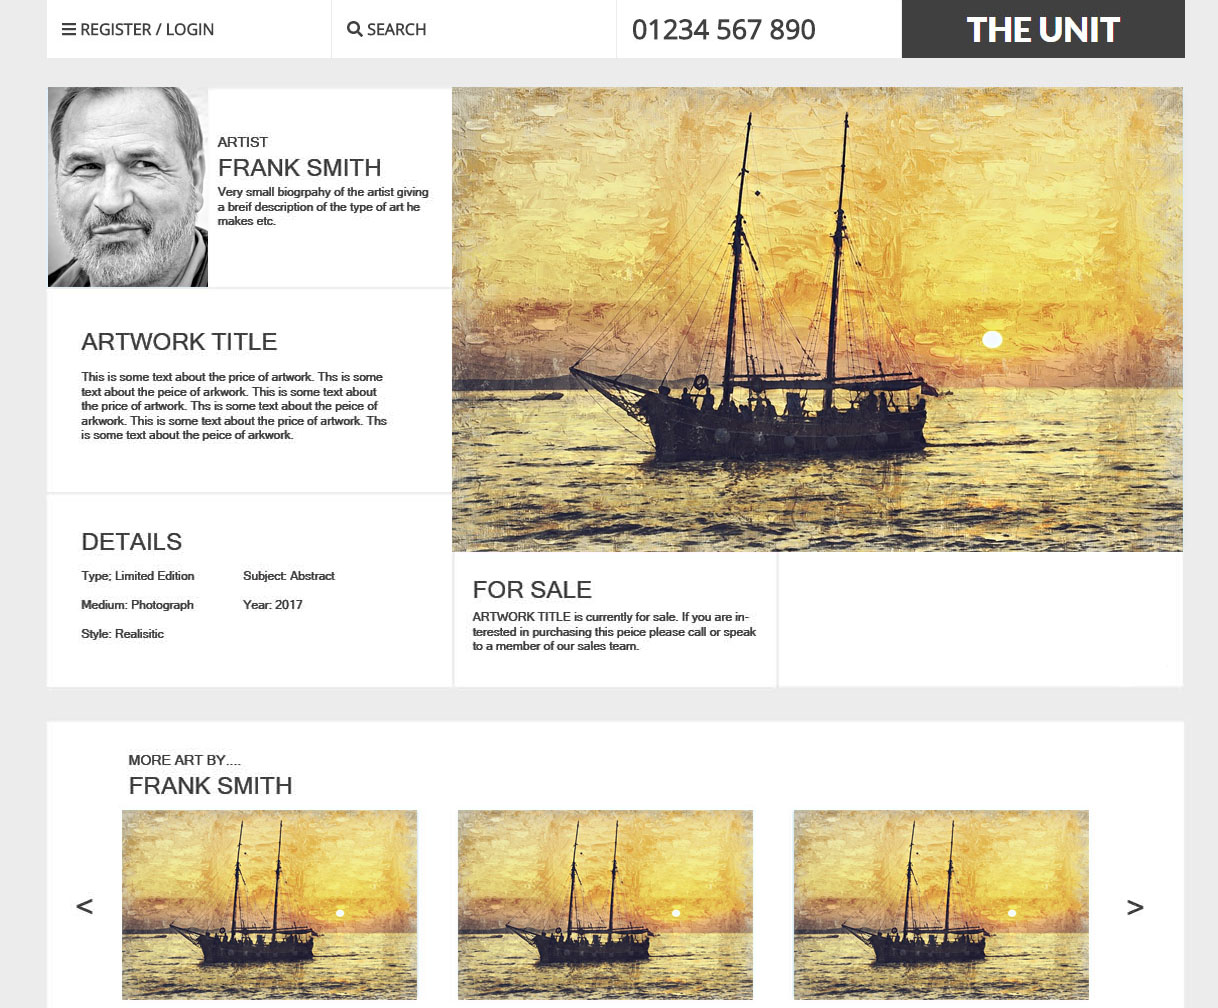 REGISTER / LOGIN
SEARCH
01234 567 890
THE UNIT
ARTIST
FRANK SMITH
Very small biogrpahy of the artist giving
a breif description of the type of art he
makes etc.
ARTWORK TITLE
This is some text about the price of artwork. Ths is some
text about the peice of arkwork. This is some text about
the price of artwork. Ths is some text about the peice of
arkwork. This is some text about the price of artwork. Ths
is some text about the peice of arkwork.
DETAILS
Type; Limited Edition
Subject: Abstract
Medium: Photograph
Year: 2017
Style: Realisitic
FOR SALE
ARTWORK TITLE is currently for sale. If you are in-
terested in purchasing this peice please call or speak
to a member of our sales team.
MORE ART BY....
FRANK SMITH
< >